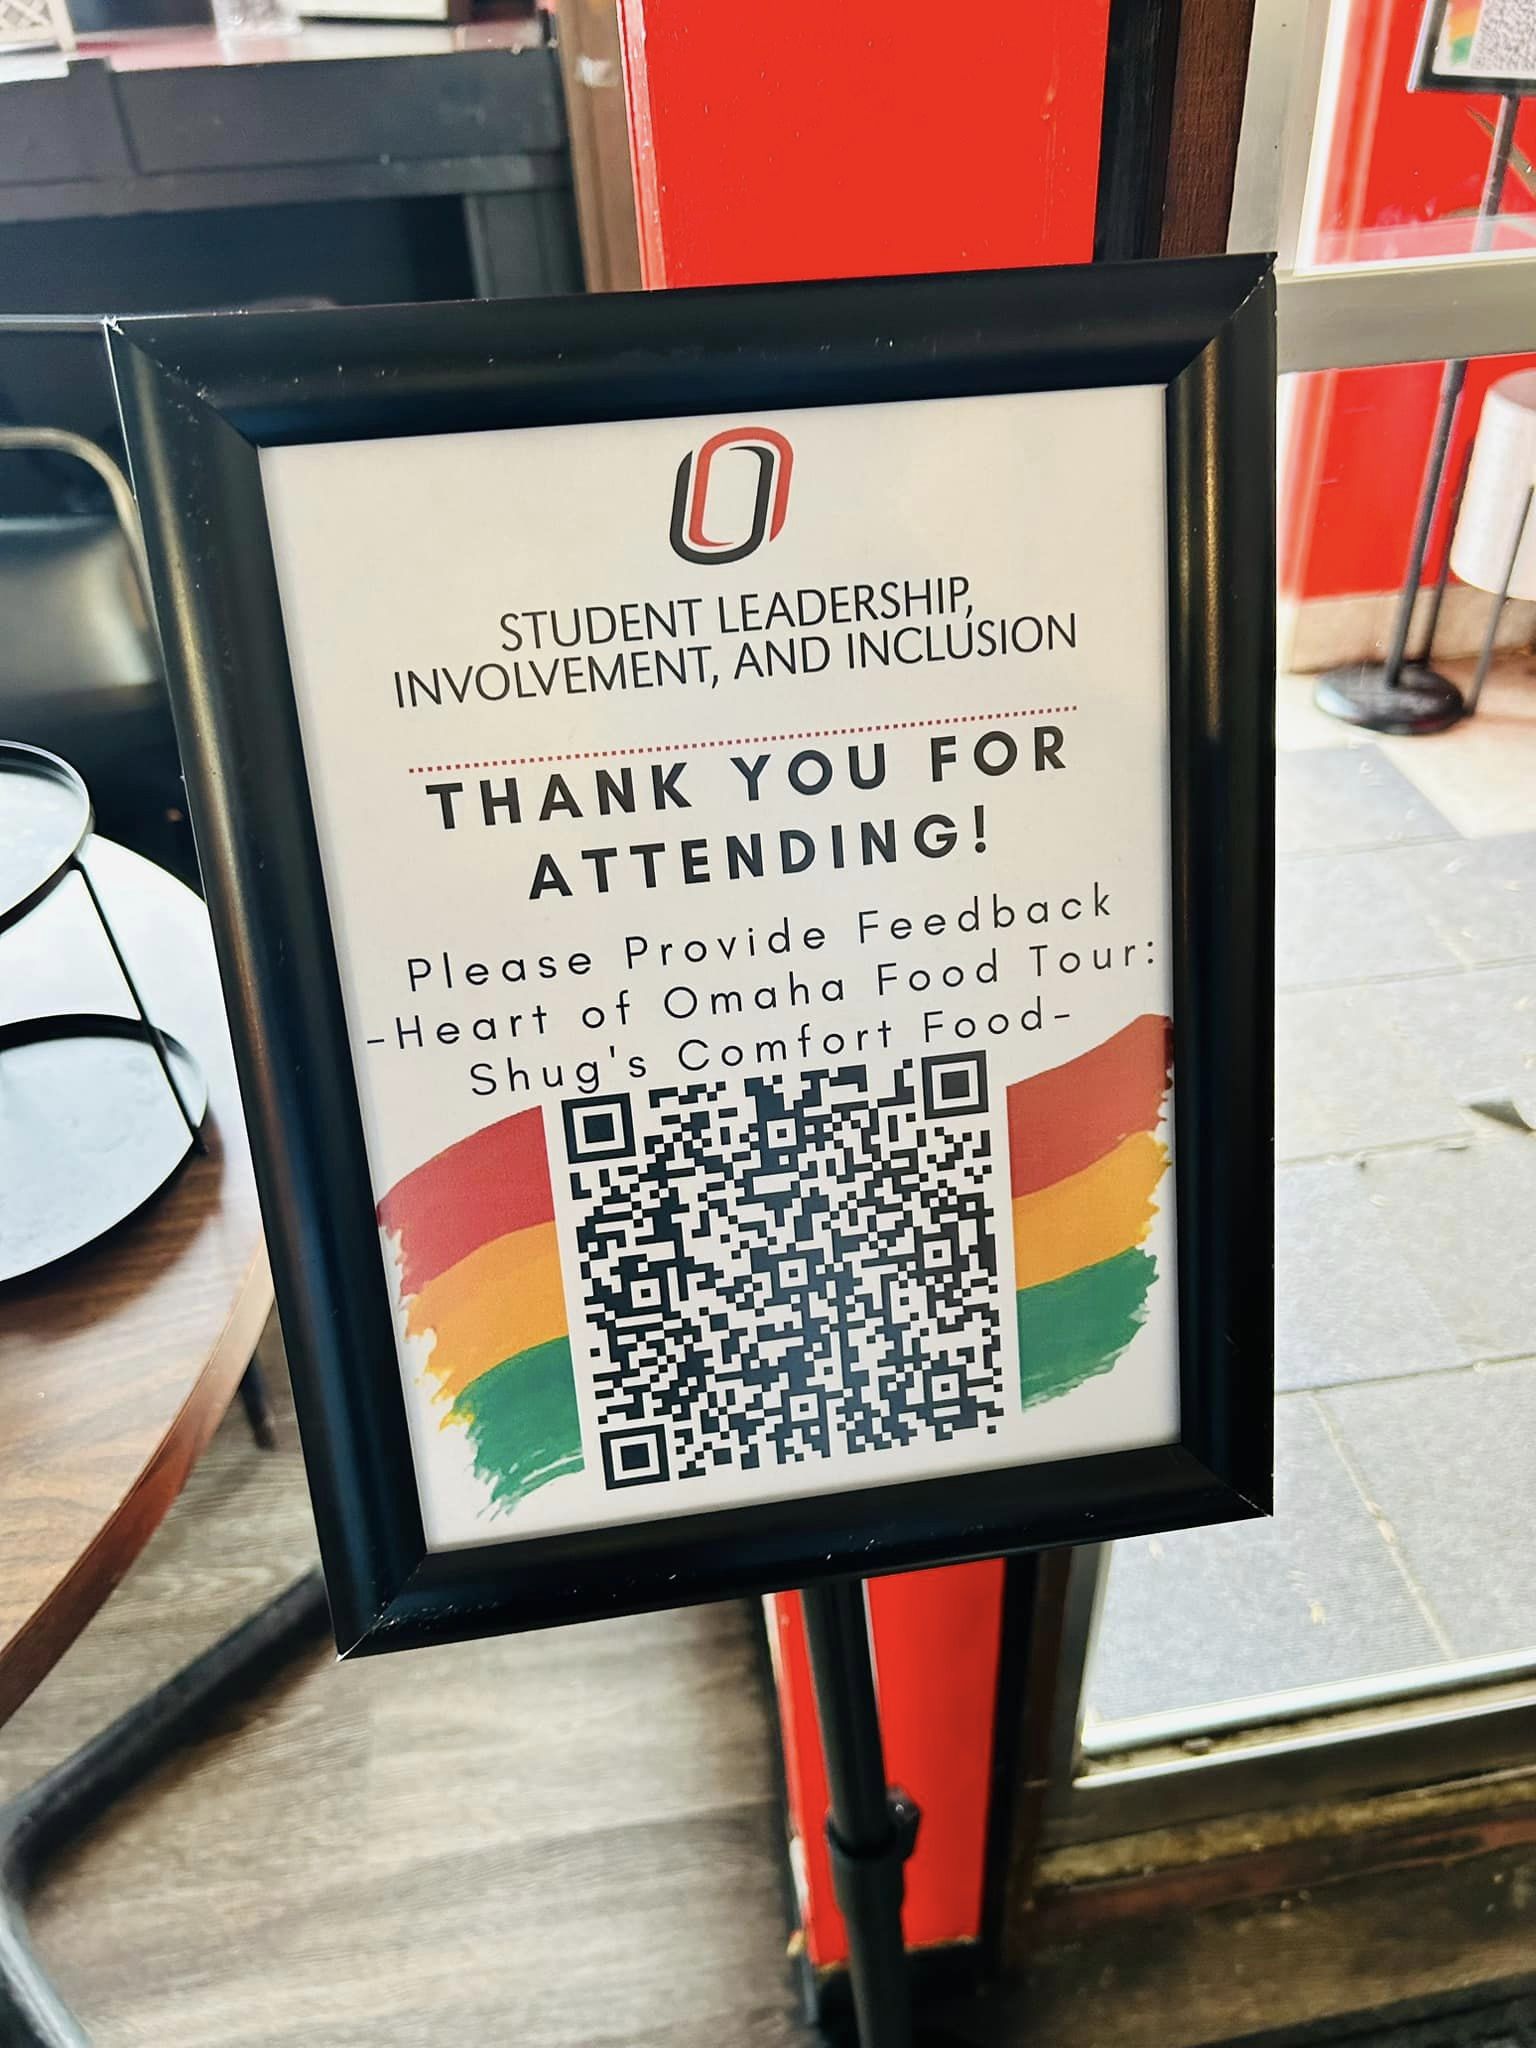 STUDENT LEADERSHIP,
INVOLVEMENT, AND INCLUSION
THANK YOU FOR
ATTENDING!
Please Provide Feedback
-Heart of Omaha Food Tour:
Shug's Comfort Food-